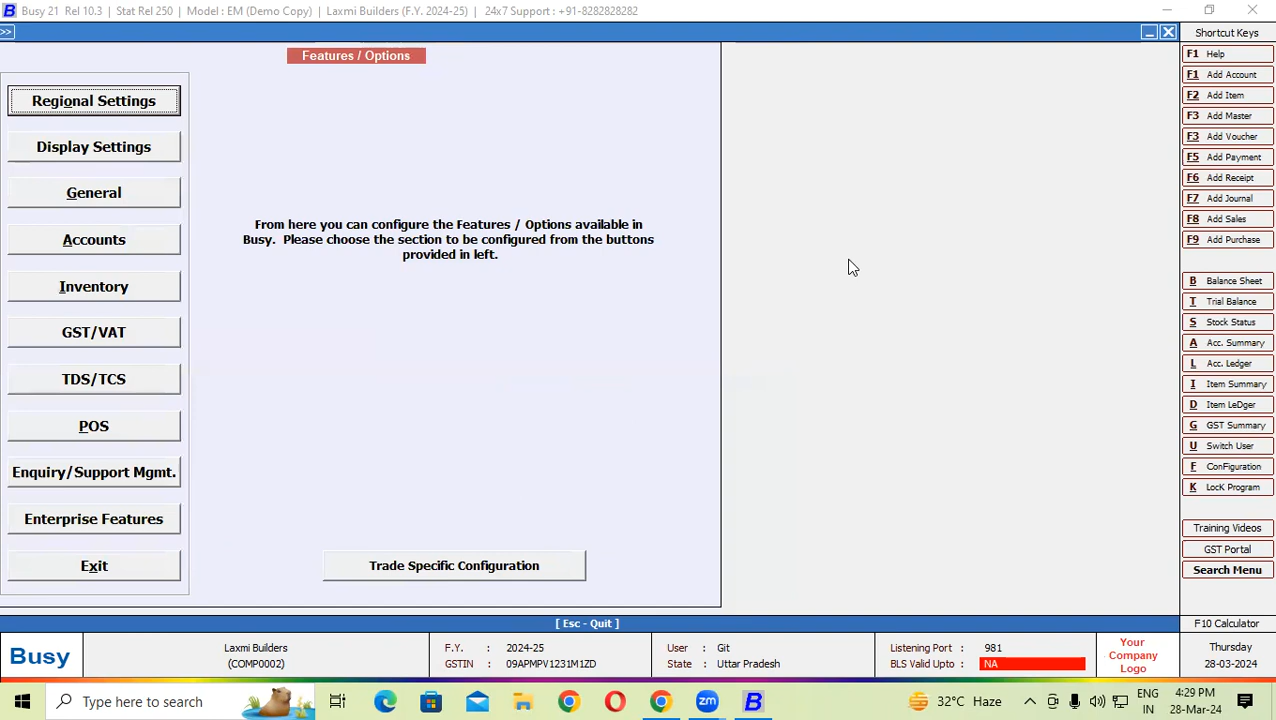 Busy 21 Rel 10.3 | Stat Rel 250 | Model : EM (Demo Copy) | Laxmi Builders (F.Y. 2024-25) | 24x7 Support : +91-8282828282
>>
Shortcut Keys
Features / Options
Regional Settings
Display Settings
General
Accounts
Inventory
GST/VAT
TDS/TCS
POS
Enquiry/Support Mgmt.
Enterprise Features
Exit
From here you can configure the Features / Options available in
Busy. Please choose the section to be configured from the buttons
provided in left.
Trade Specific Configuration
F1 Help
F1 Add Account
F2 Add Item
F3 Add Master
F3 Add Voucher
F5 Add Payment
F6 Add Receipt
F7 Add Journal
F8 Add Sales
F9 Add Purchase
B Balance Sheet
T Trial Balance
S Stock Status
A Acc. Summary
L Acc. Ledger
I Item Summary
D Item LeDger
G GST Summary
U Switch User
F ConFiguration
K LocK Program
Training Videos
GST Portal
Search Menu
[ Esc - Quit ]
F10 Calculator
Busy
Laxmi Builders
(COMP0002)
F.Y. : 2024-25
GSTIN : 09APMPV1231M1ZD
User : Git
State : Uttar Pradesh
Listening Port : 981
BLS Valid Upto : NA
Your
Company
Logo
Thursday
28-03-2024
Type here to search
zm
B
32°C Haze
ENG
IN
4:29 PM
28-Mar-24